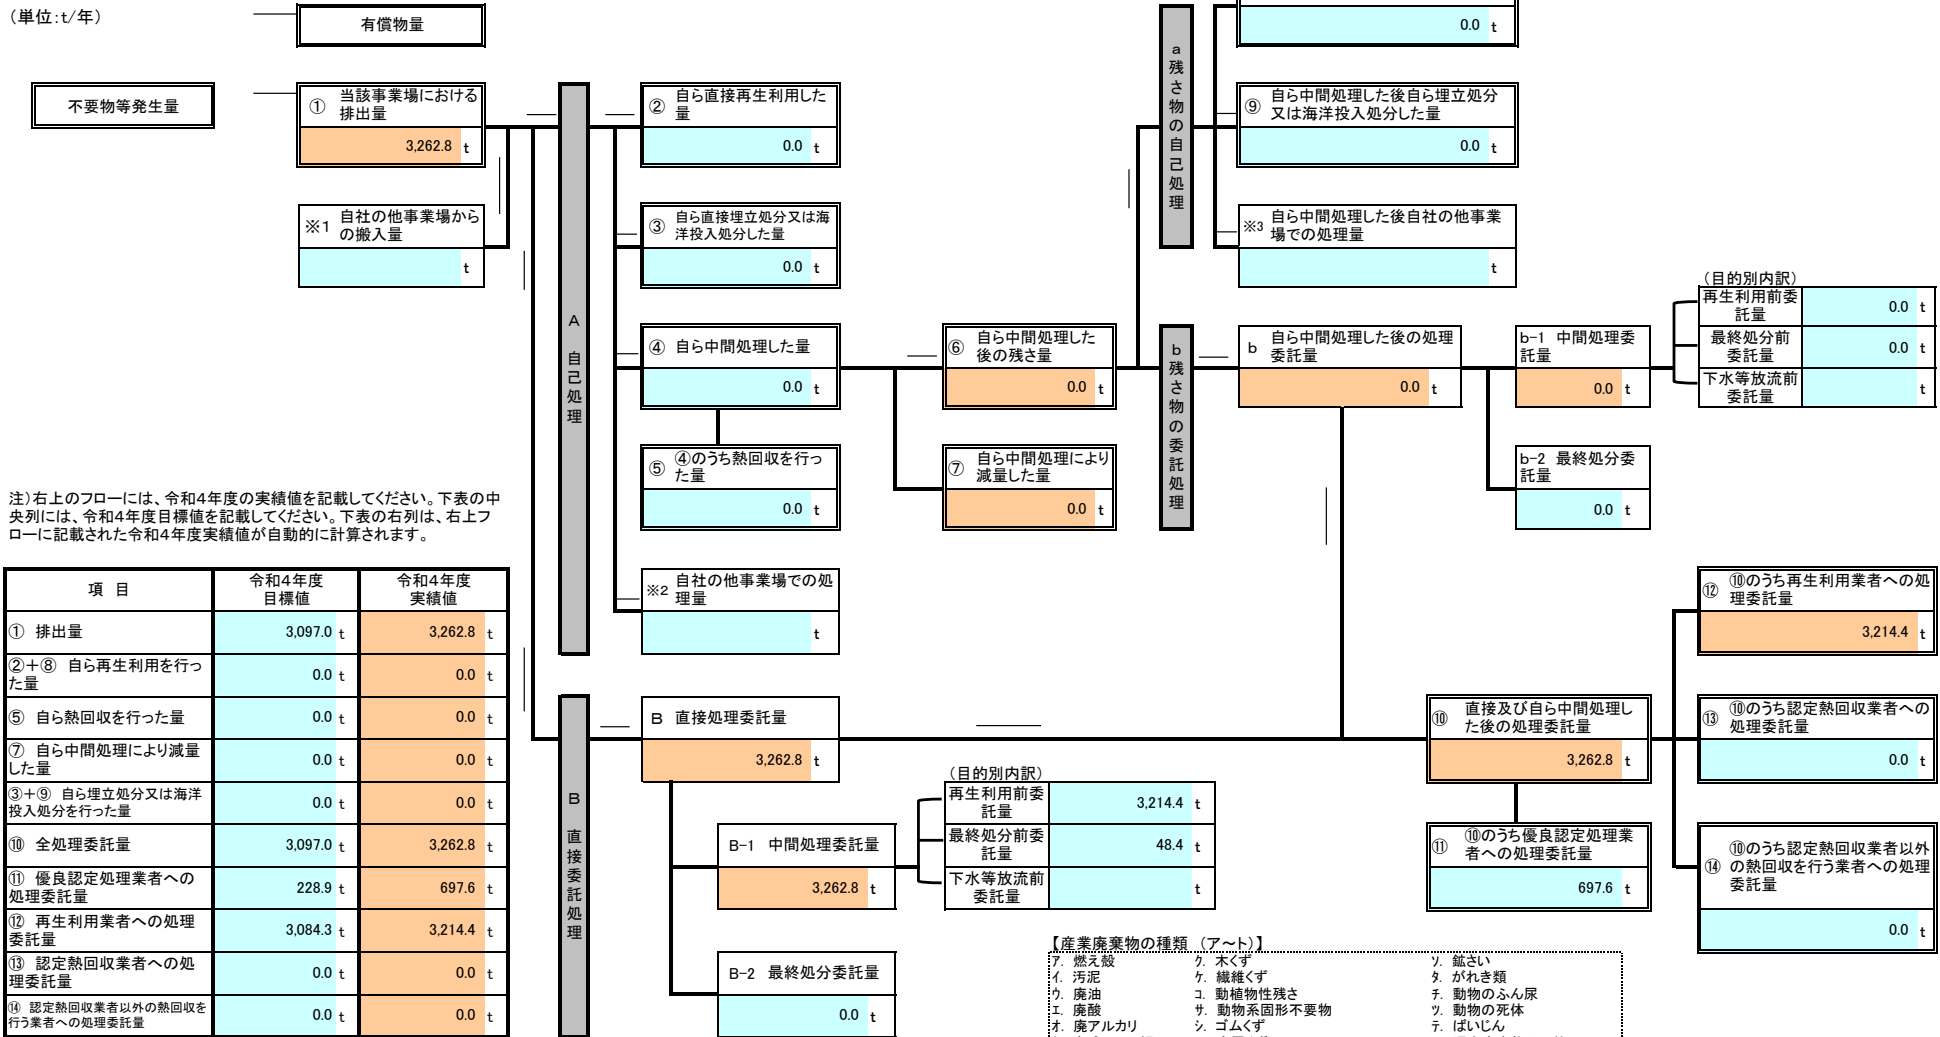 (単位:t/年)
有償物量
不要物等発生量
① 当該事業場における
排出量
3,262.8 t
※1 自社の他事業場から
の搬入量
t
A 自己処理
② 自ら直接再生利用した
量
0.0 t
③ 自ら直接埋立処分又は海
洋投入処分した量
0.0 t
④ 自ら中間処理した量
0.0 t
⑤ ④のうち熱回収を行っ
た量
0.0 t
※2 自社の他事業場での処
理量
t
⑥ 自ら中間処理した
後の残さ量
0.0 t
⑦ 自ら中間処理により
減量した量
0.0 t
a 残さ物の自己処理
0.0 t
⑨ 自ら中間処理した後自ら埋立処分
又は海洋投入処分した量
0.0 t
※3 自ら中間処理した後自社の他事業
場での処理量
t
b 残さ物の委託処理
b 自ら中間処理した後の処理
委託量
0.0 t
b-1 中間処理委
託量
0.0 t
b-2 最終処分委
託量
0.0 t
(目的別内訳)
再生利用前委
託量
0.0 t
最終処分前
委託量
0.0 t
下水等放流前
委託量
t
注)右上のフローには、令和4年度の実績値を記載してください。下表の中
央列には、令和4年度目標値を記載してください。下表の右列は、右上フ
ローに記載された令和4年度実績値が自動的に計算されます。
項 目 令和4年度 目標値 令和4年度 実績値
① 排出量 3,097.0 t 3,262.8 t
②+⑧ 自ら再生利用を行っ
た量 0.0 t 0.0 t
⑤ 自ら熱回収を行った量 0.0 t 0.0 t
⑦ 自ら中間処理により減量
した量 0.0 t 0.0 t
③+⑨ 自ら埋立処分又は海洋
投入処分を行った量 0.0 t 0.0 t
⑩ 全処理委託量 3,097.0 t 3,262.8 t
⑪ 優良認定処理業者への
処理委託量 228.9 t 697.6 t
⑫ 再生利用業者への処理
委託量 3,084.3 t 3,214.4 t
⑬ 認定熱回収業者への処
理委託量 0.0 t 0.0 t
⑭ 認定熱回収業者以外の熱回収を
行う業者への処理委託量 0.0 t 0.0 t
B 直接委託処理
B 直接処理委託量
3,262.8 t
B-1 中間処理委託量
3,262.8 t
B-2 最終処分委託量
0.0 t
(目的別内訳)
再生利用前委
託量
3,214.4 t
最終処分前委
託量
48.4 t
下水等放流前
委託量
t
⑩ 直接及び自ら中間処理し
た後の処理委託量
3,262.8 t
⑪ ⑩のうち優良認定処理業
者への処理委託量
697.6 t
⑫ ⑩のうち再生利用業者への処
理委託量
3,214.4 t
⑬ ⑩のうち認定熱回収業者への
処理委託量
0.0 t
⑭ ⑩のうち認定熱回収業者以外
の熱回収を行う業者への処理
委託量
0.0 t
【産業廃棄物の種類 (ア~ト)】
ア. 燃え殻 ク. 木くず ソ. 鉱さい
イ. 汚泥 ケ. 繊維くず タ. がれき類
ウ. 廃油 コ. 動植物性残さ チ. 動物のふん尿
エ. 廃酸 サ. 動物系固形不要物 ツ. 動物の死体
オ. 廃アルカリ シ. ゴムくず テ. ばいじん